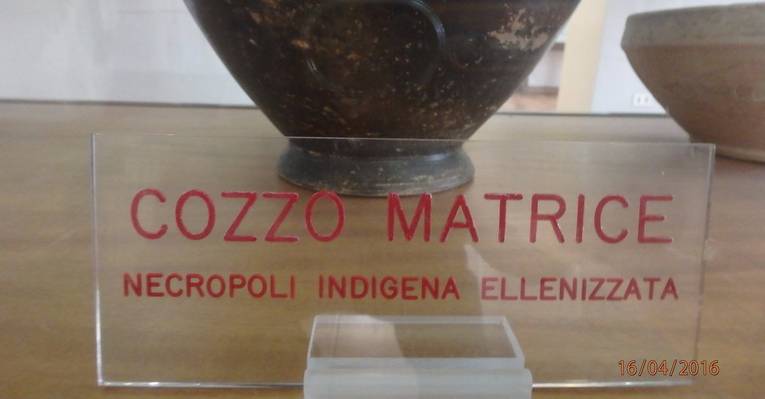 COZZO MATRICE
NECROPOLI INDIGENA ELLENIZZATA
16/04/2016